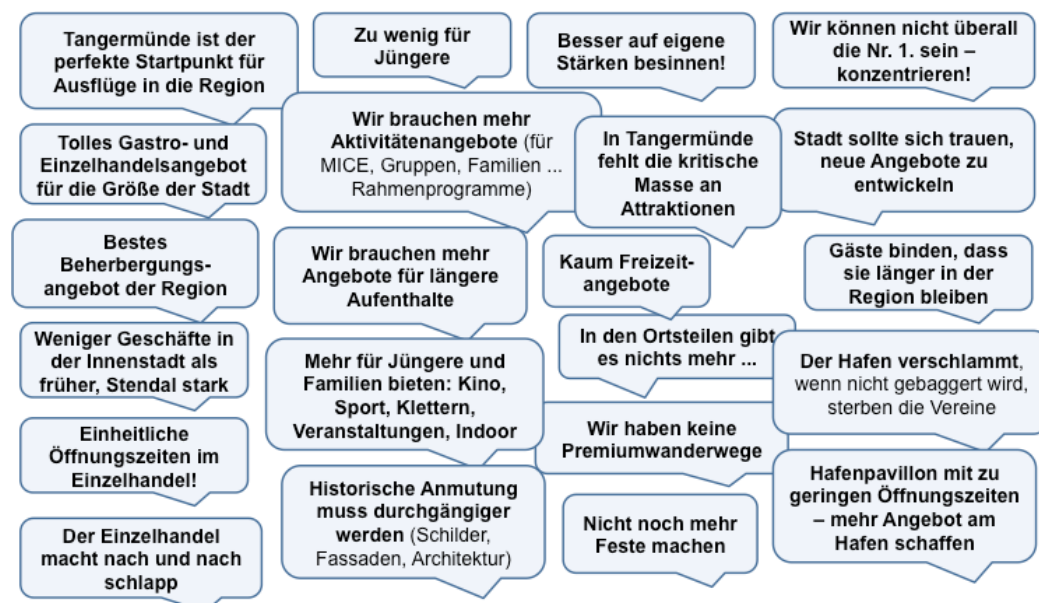 Tangermünde ist der
perfekte Startpunkt für
Ausflüge in die Region
Zu wenig für
Jüngere
Besser auf eigene
Stärken besinnen!
Wir können nicht überall
die Nr. 1. sein –
konzentrieren!
Tolles Gastro- und
Einzelhandelsangebot
für die Größe der Stadt
Wir brauchen mehr
Aktivitätenangebote (für
MICE, Gruppen, Familien ...
Rahmenprogramme)
In Tangermünde
fehlt die kritische
Masse an
Attraktionen
Stadt sollte sich trauen,
neue Angebote zu
entwickeln
Bestes
Beherbergungs-
angebot der Region
Wir brauchen mehr
Angebote für längere
Aufenthalte
Kaum Freizeit-
angebote
Gäste binden, dass
sie länger in der
Region bleiben
Weniger Geschäfte in
der Innenstadt als
früher, Stendal stark
Mehr für Jüngere und
Familien bieten: Kino,
Sport, Klettern,
Veranstaltungen, Indoor
In den Ortsteilen gibt
es nichts mehr ...
Der Hafen verschlammt,
wenn nicht gebaggert wird,
sterben die Vereine
Einheitliche
Öffnungszeiten im
Einzelhandel!
Wir haben keine
Premiumwanderwege
Historische Anmutung
muss durchgängiger
werden (Schilder,
Fassaden, Architektur)
Hafenpavillon mit zu
geringen Öffnungszeiten
– mehr Angebot am
Hafen schaffen
Der Einzelhandel
macht nach und nach
schlapp
Nicht noch mehr
Feste machen